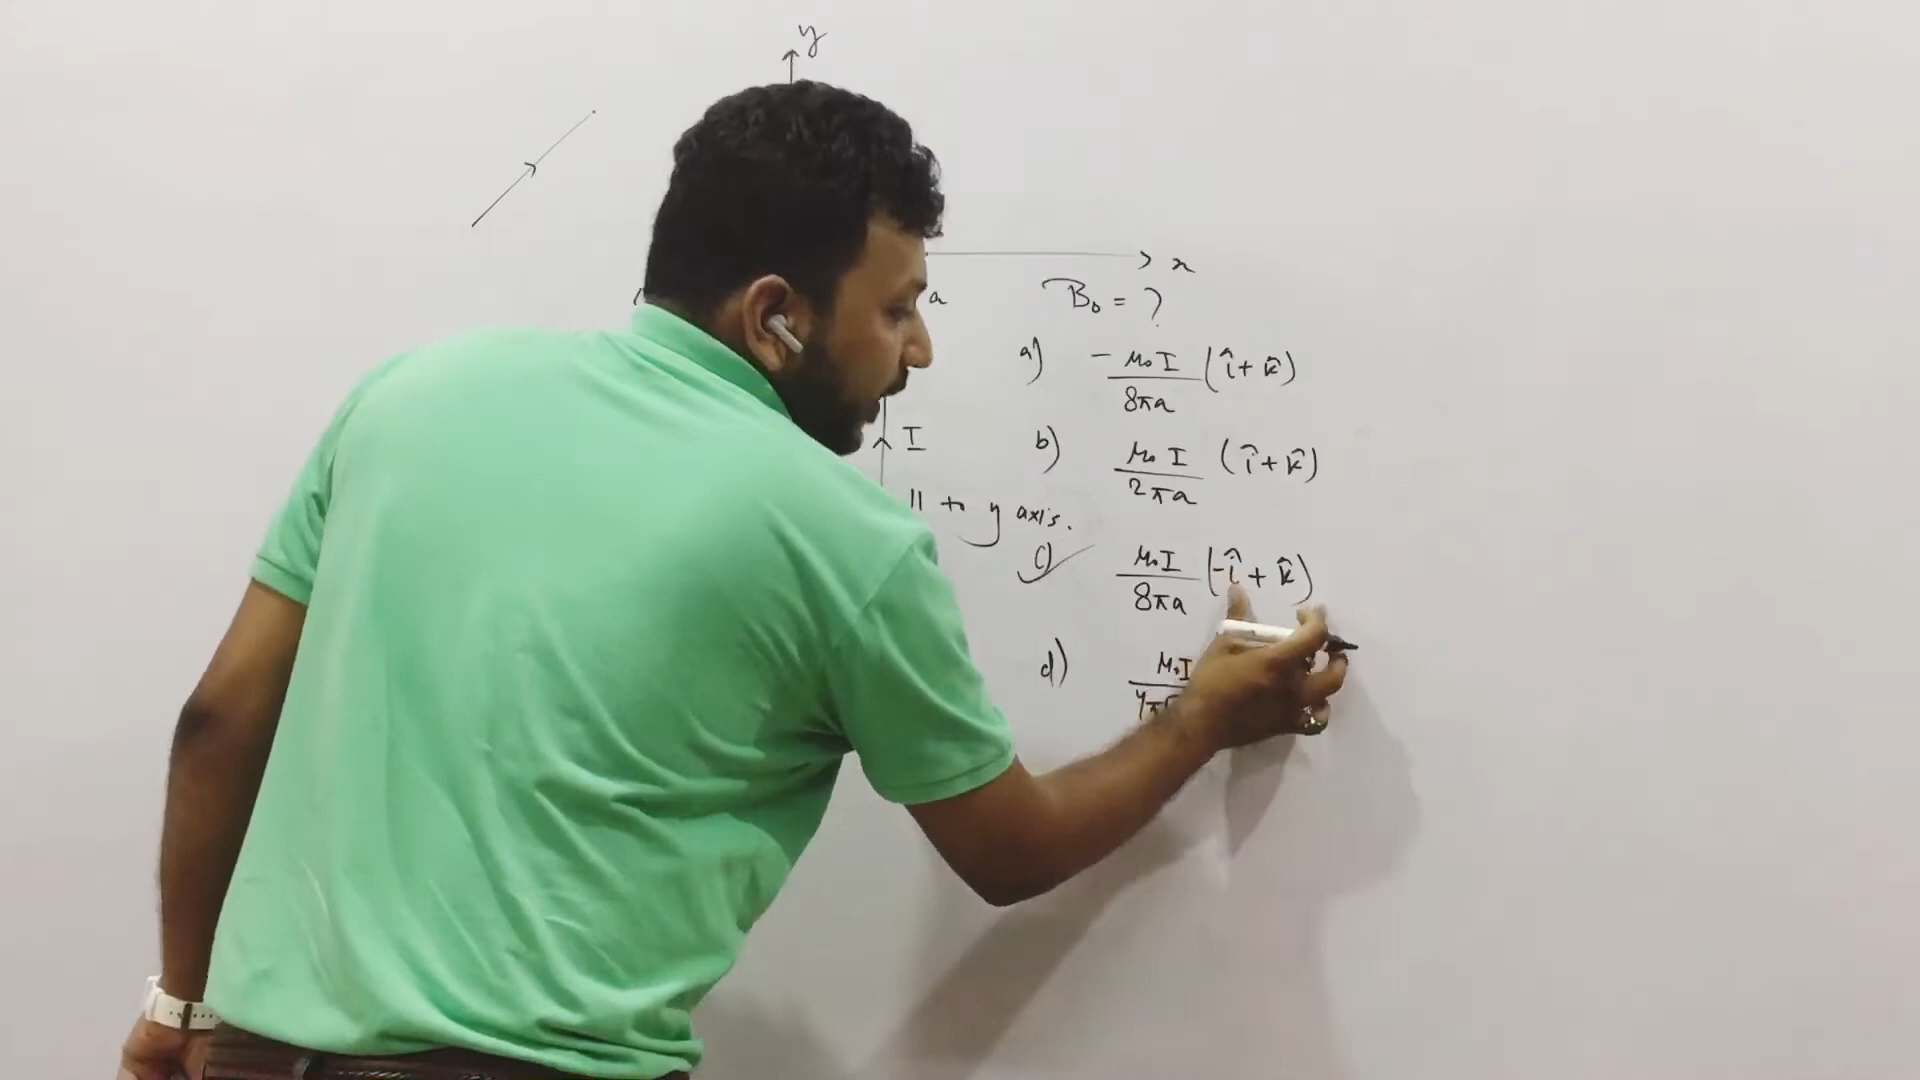 y
x
a
B₀ = ?
a) - μ₀I / 8πa (î + k̂)
I
b) μ₀I / 2πa (î + k̂)
|| to y axis.
c) μ₀I / 8πa (-î + k̂)
d) μ₀I